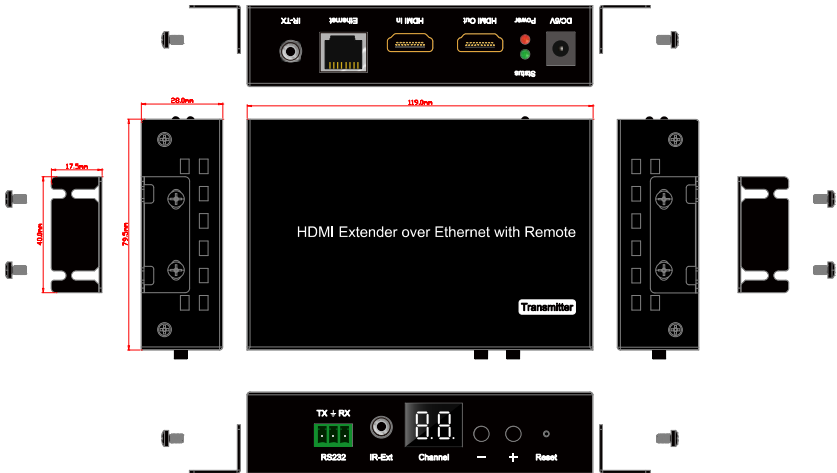 IR-TX Ethernet HDMI In HDMI Out Power DC/5V
Status
28.0mm
119.0mm
17.5mm
40.0mm
79.5mm
HDMI Extender over Ethernet with Remote
Transmitter
TX ⏚ RX
88
RS232 IR-Ext Channel − + Reset